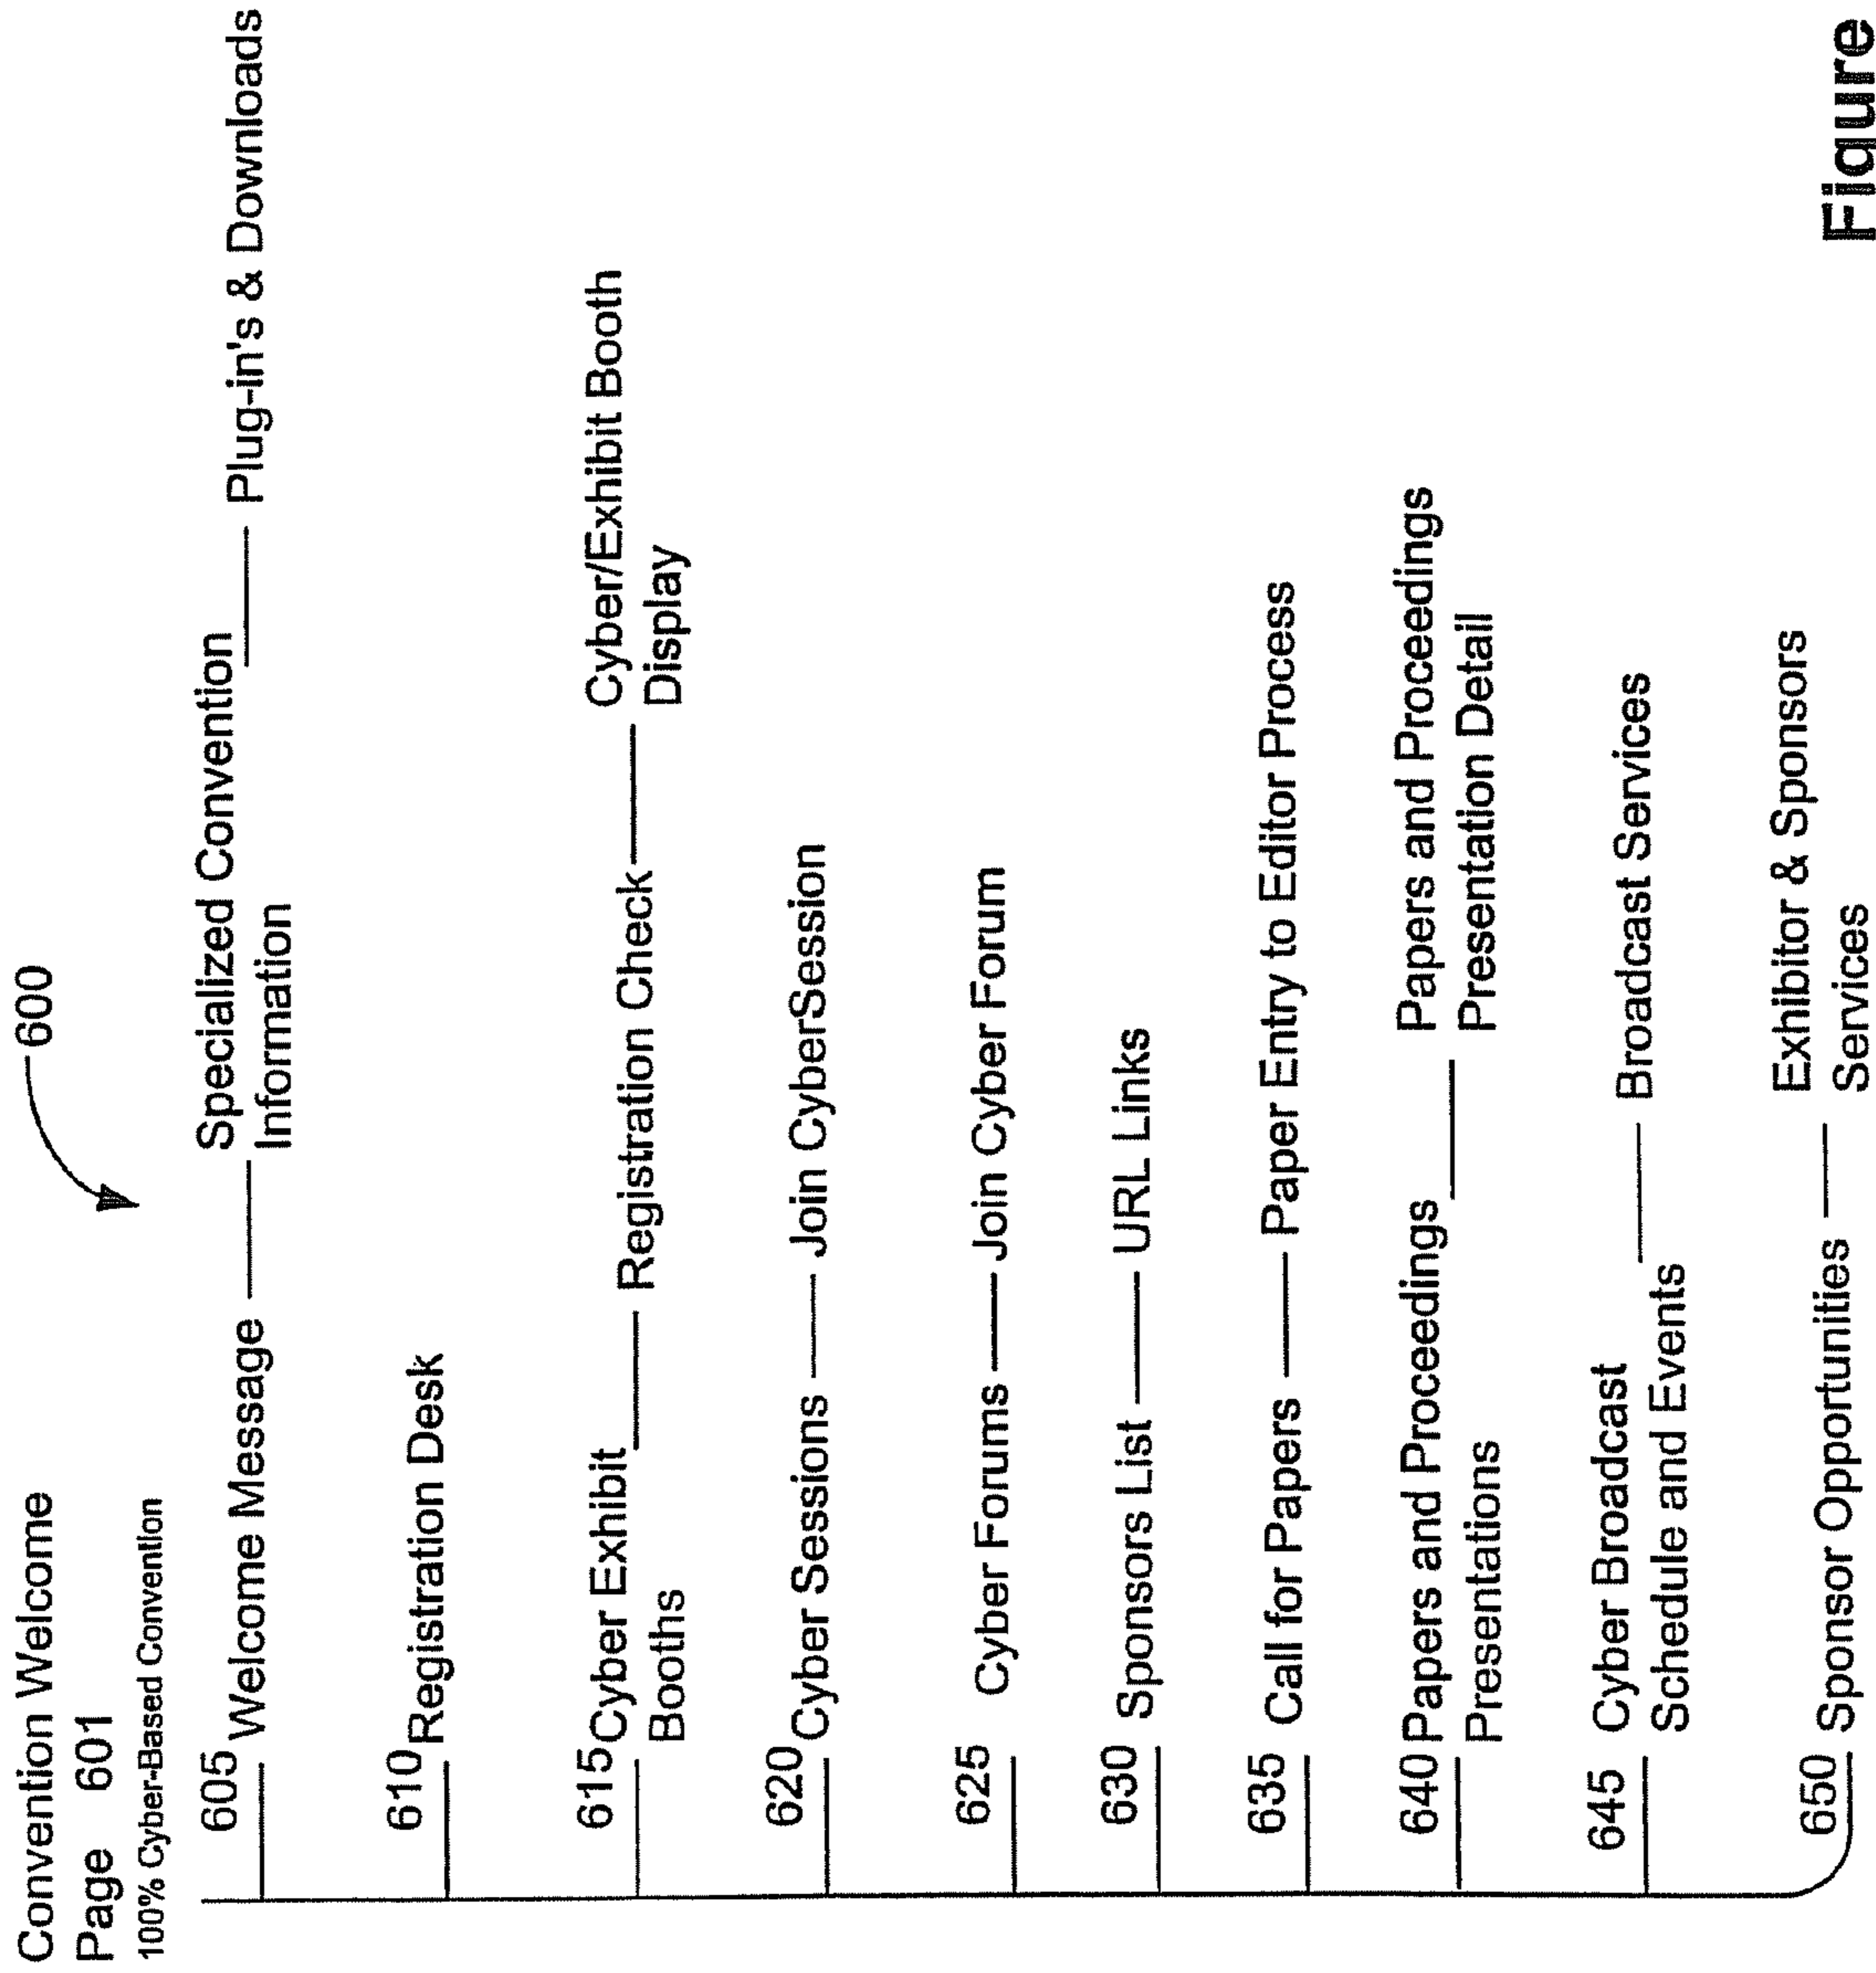 Convention Welcome
Page 601
100% Cyber-Based Convention
600
605 Welcome Message Specialized Convention Plug-in's & Downloads
Information
610 Registration Desk
615 Cyber Exhibit Registration Check Cyber/Exhibit Booth
Booths Display
620 Cyber Sessions Join CyberSession
625 Cyber Forums Join Cyber Forum
630 Sponsors List URL Links
635 Call for Papers Paper Entry to Editor Process
640 Papers and Proceedings Papers and Proceedings
Presentations Presentation Detail
645 Cyber Broadcast Broadcast Services
Schedule and Events
650 Sponsor Opportunities Exhibitor & Sponsors
Services
Figure